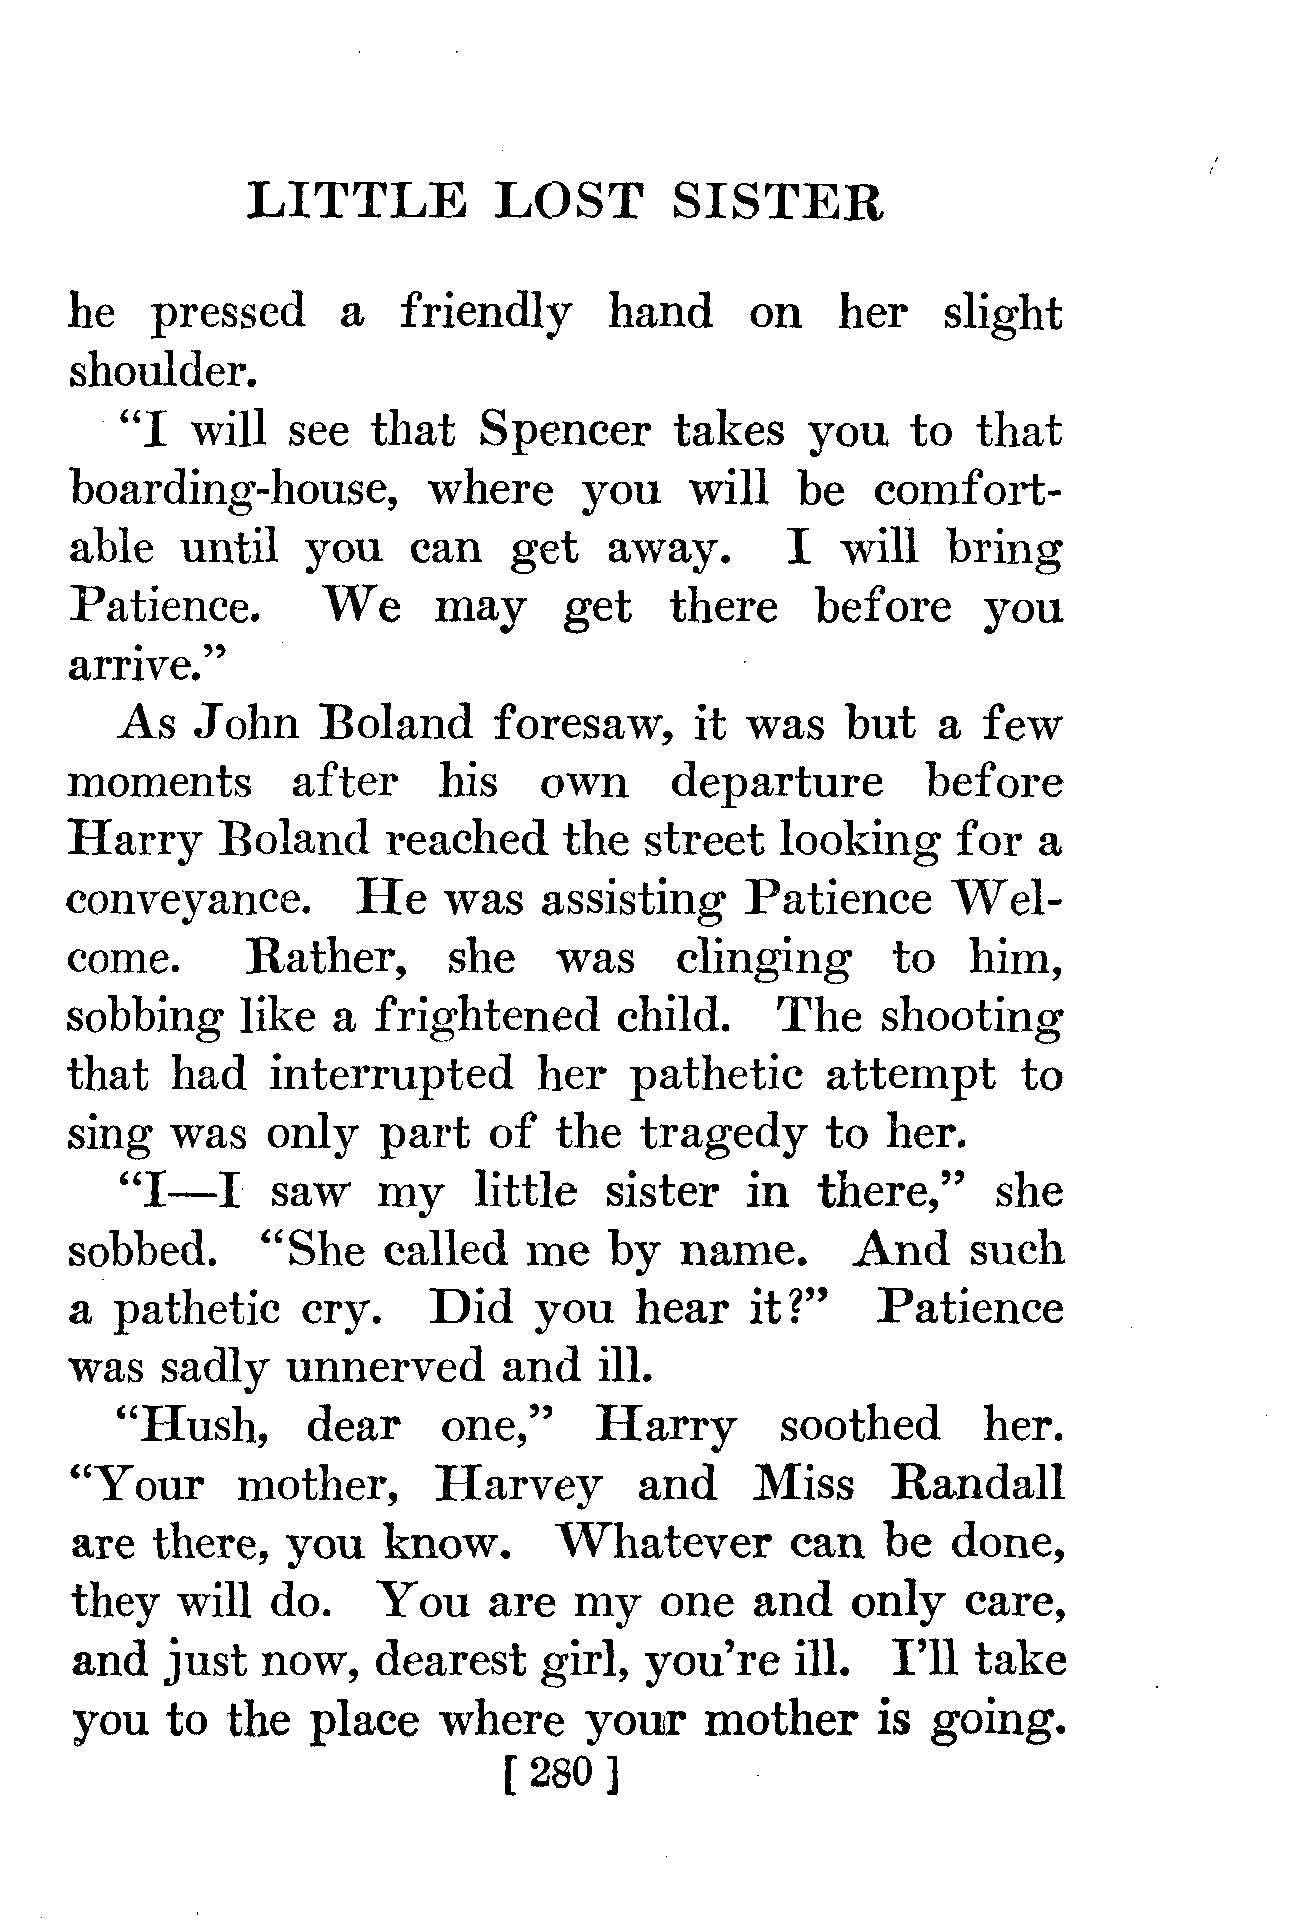 LITTLE LOST SISTER
he pressed a friendly hand on her slight
shoulder.
"I will see that Spencer takes you to that
boarding-house, where you will be comfort-
able until you can get away. I will bring
Patience. We may get there before you
arrive."
As John Boland foresaw, it was but a few
moments after his own departure before
Harry Boland reached the street looking for a
conveyance. He was assisting Patience Wel-
come. Rather, she was clinging to him,
sobbing like a frightened child. The shooting
that had interrupted her pathetic attempt to
sing was only part of the tragedy to her.
"I—I saw my little sister in there," she
sobbed. "She called me by name. And such
a pathetic cry. Did you hear it?" Patience
was sadly unnerved and ill.
"Hush, dear one," Harry soothed her.
"Your mother, Harvey and Miss Randall
are there, you know. Whatever can be done,
they will do. You are my one and only care,
and just now, dearest girl, you're ill. I'll take
you to the place where your mother is going.
[ 280 ]